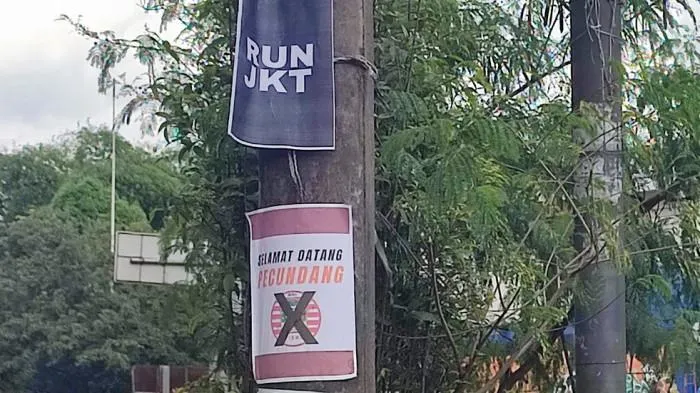 RUN
JKT
SELAMAT DATANG
PECUNDANG
X